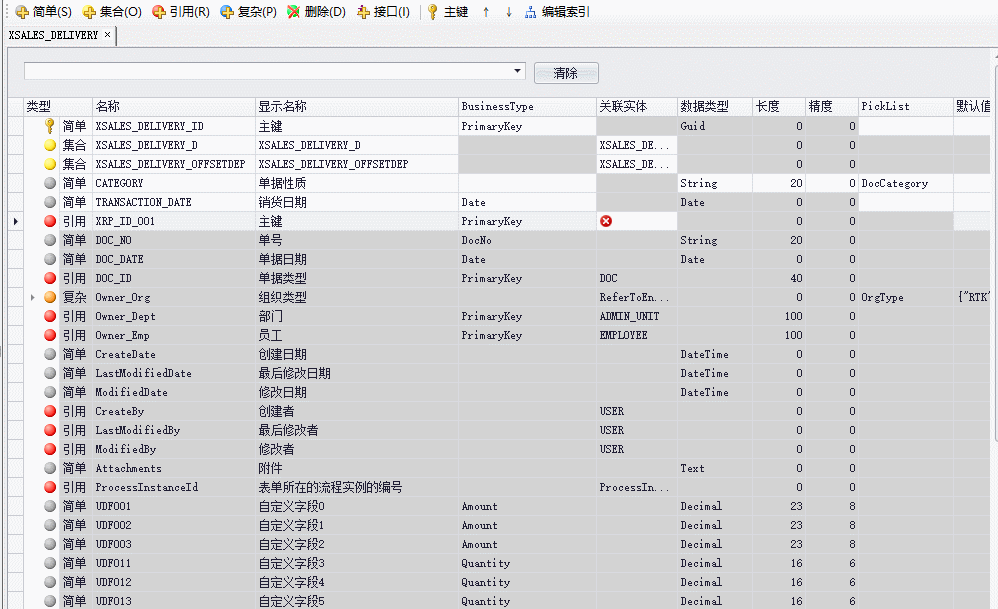 简单(S) 集合(O) 引用(R) 复杂(P) 删除(D) 接口(I) 主键 编辑索引
XSALES_DELIVERY ×
清除
类型 名称 显示名称 BusinessType 关联实体 数据类型 长度 精度 PickList 默认值
简单 XSALES_DELIVERY_ID 主键 PrimaryKey Guid 0 0
集合 XSALES_DELIVERY_D XSALES_DELIVERY_D XSALES_DE... 0 0
集合 XSALES_DELIVERY_OFFSETDEP XSALES_DELIVERY_OFFSETDEP XSALES_DE... 0 0
简单 CATEGORY 单据性质 String 20 0 DocCategory
简单 TRANSACTION_DATE 销货日期 Date Date 0 0
引用 XRP_ID_001 主键 PrimaryKey 0 0
简单 DOC_NO 单号 DocNo String 20 0
简单 DOC_DATE 单据日期 Date Date 0 0
引用 DOC_ID 单据类型 PrimaryKey DOC 40 0
复杂 Owner_Org 组织类型 ReferToEn... 0 0 OrgType {"RTK"
引用 Owner_Dept 部门 PrimaryKey ADMIN_UNIT 100 0
引用 Owner_Emp 员工 PrimaryKey EMPLOYEE 100 0
简单 CreateDate 创建日期 DateTime 0 0
简单 LastModifiedDate 最后修改日期 DateTime 0 0
简单 ModifiedDate 修改日期 DateTime 0 0
引用 CreateBy 创建者 USER 0 0
引用 LastModifiedBy 最后修改者 USER 0 0
引用 ModifiedBy 修改者 USER 0 0
简单 Attachments 附件 Text 0 0
引用 ProcessInstanceId 表单所在的流程实例的编号 ProcessIn... 0 0
简单 UDF001 自定义字段0 Amount Decimal 23 8
简单 UDF002 自定义字段1 Amount Decimal 23 8
简单 UDF003 自定义字段2 Amount Decimal 23 8
简单 UDF011 自定义字段3 Quantity Decimal 16 6
简单 UDF012 自定义字段4 Quantity Decimal 16 6
简单 UDF013 自定义字段5 Quantity Decimal 16 6